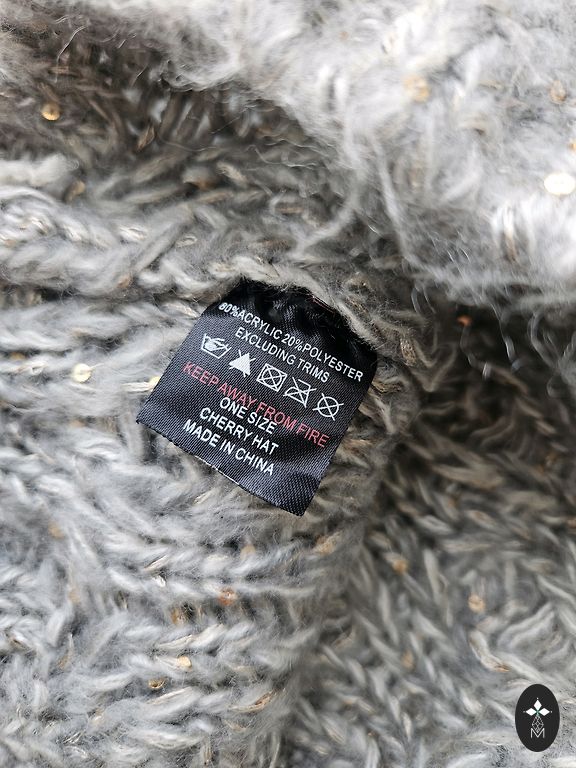 80%ACRYLIC 20%POLYESTER
EXCLUDING TRIMS
KEEP AWAY FROM FIRE
ONE SIZE
CHERRY HAT
MADE IN CHINA
M